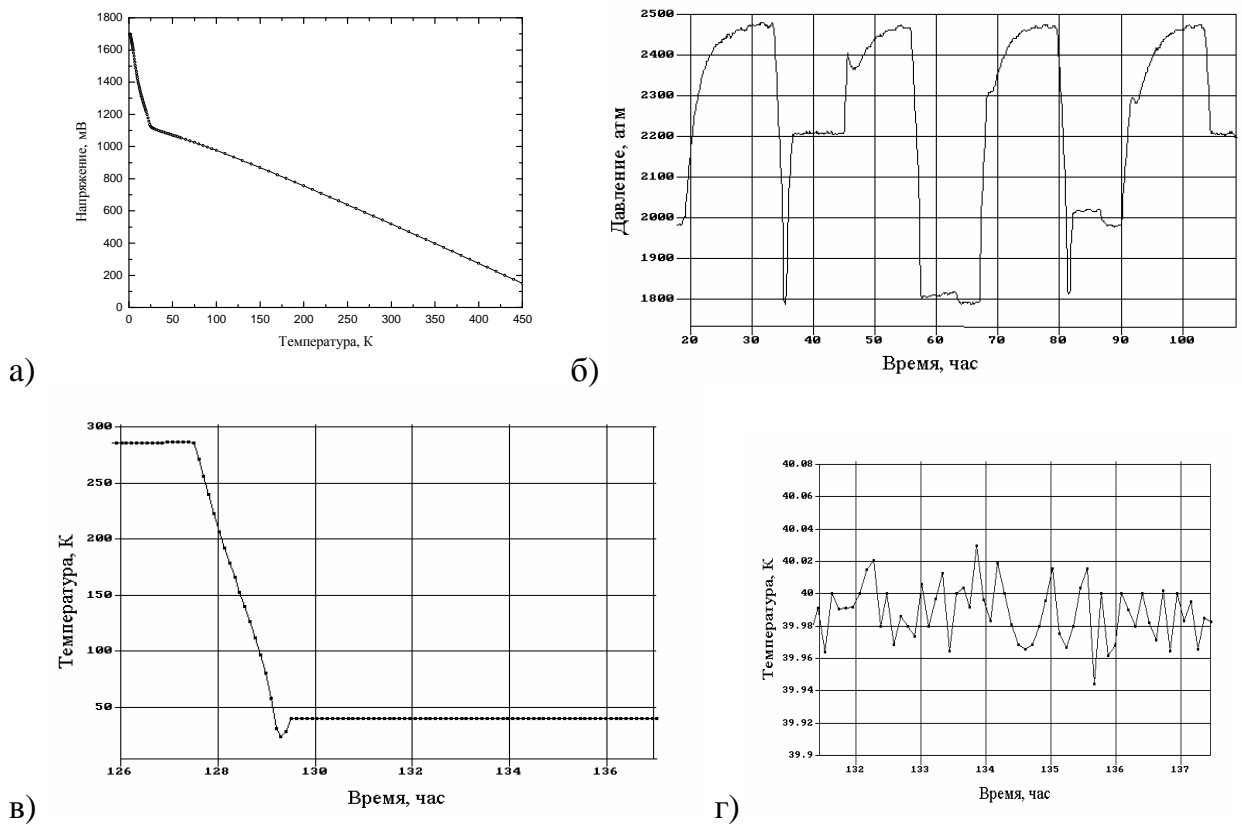 1800
1600
1400
1200
1000
800
600
400
200
0
Напряжение, мВ
0 50 100 150 200 250 300 350 400 450
Температура, К
а)
2500
2400
2300
2200
2100
2000
1900
1800
Давление, атм
20 30 40 50 60 70 80 90 100
Время, час
б)
300
250
200
150
100
50
Температура, К
126 128 130 132 134 136
Время, час
в)
40.08
40.06
40.04
40.02
40
39.98
39.96
39.94
39.92
39.9
Температура, К
132 133 134 135 136 137
Время, час
г)